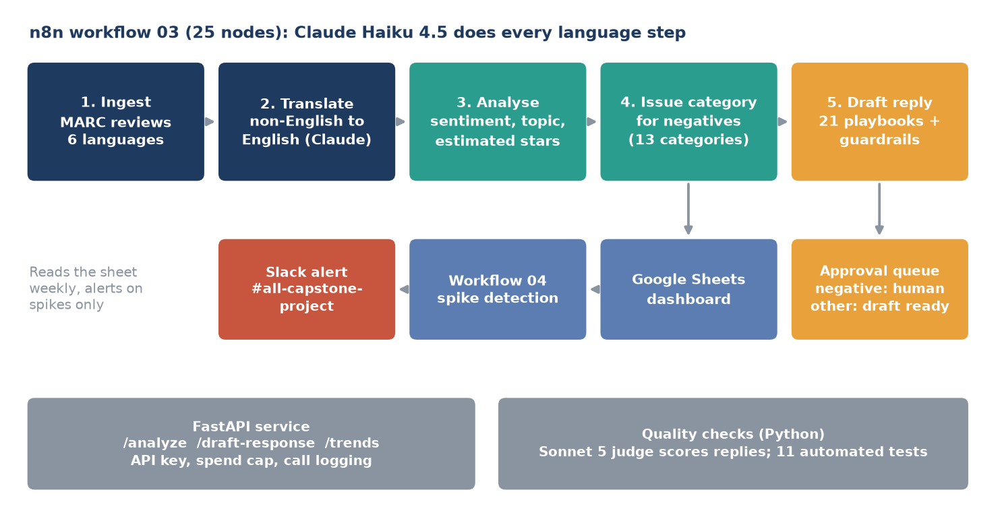 n8n workflow 03 (25 nodes): Claude Haiku 4.5 does every language step
1. Ingest
MARC reviews
6 languages
2. Translate
non-English to
English (Claude)
3. Analyse
sentiment, topic,
estimated stars
4. Issue category
for negatives
(13 categories)
5. Draft reply
21 playbooks +
guardrails
Reads the sheet
weekly, alerts on
spikes only
Slack alert
#all-capstone-
project
Workflow 04
spike detection
Google Sheets
dashboard
Approval queue
negative: human
other: draft ready
FastAPI service
/analyze  /draft-response  /trends
API key, spend cap, call logging
Quality checks (Python)
Sonnet 5 judge scores replies; 11 automated tests